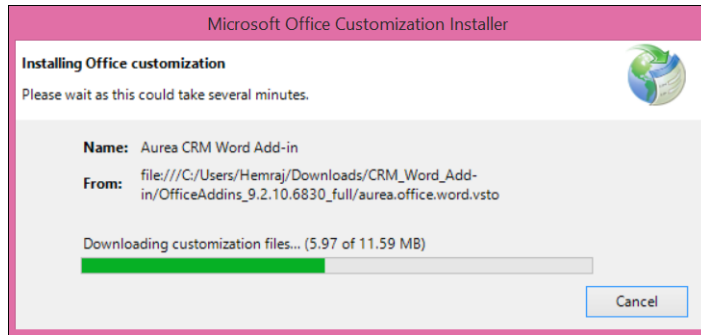 Microsoft Office Customization Installer
Installing Office customization
Please wait as this could take several minutes.
Name: Aurea CRM Word Add-in
From: file:///C:/Users/Hemraj/Downloads/CRM_Word_Add-
in/OfficeAddins_9.2.10.6830_full/aurea.office.word.vsto
Downloading customization files... (5.97 of 11.59 MB)
Cancel